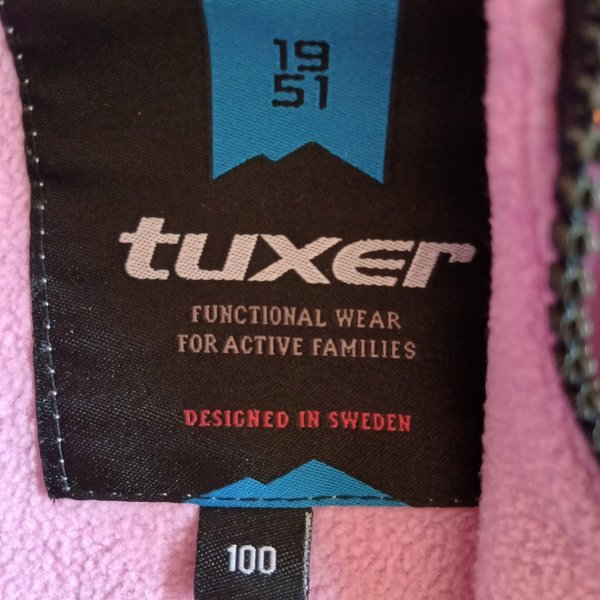 19
51
tuxer
FUNCTIONAL WEAR
FOR ACTIVE FAMILIES
DESIGNED IN SWEDEN
100